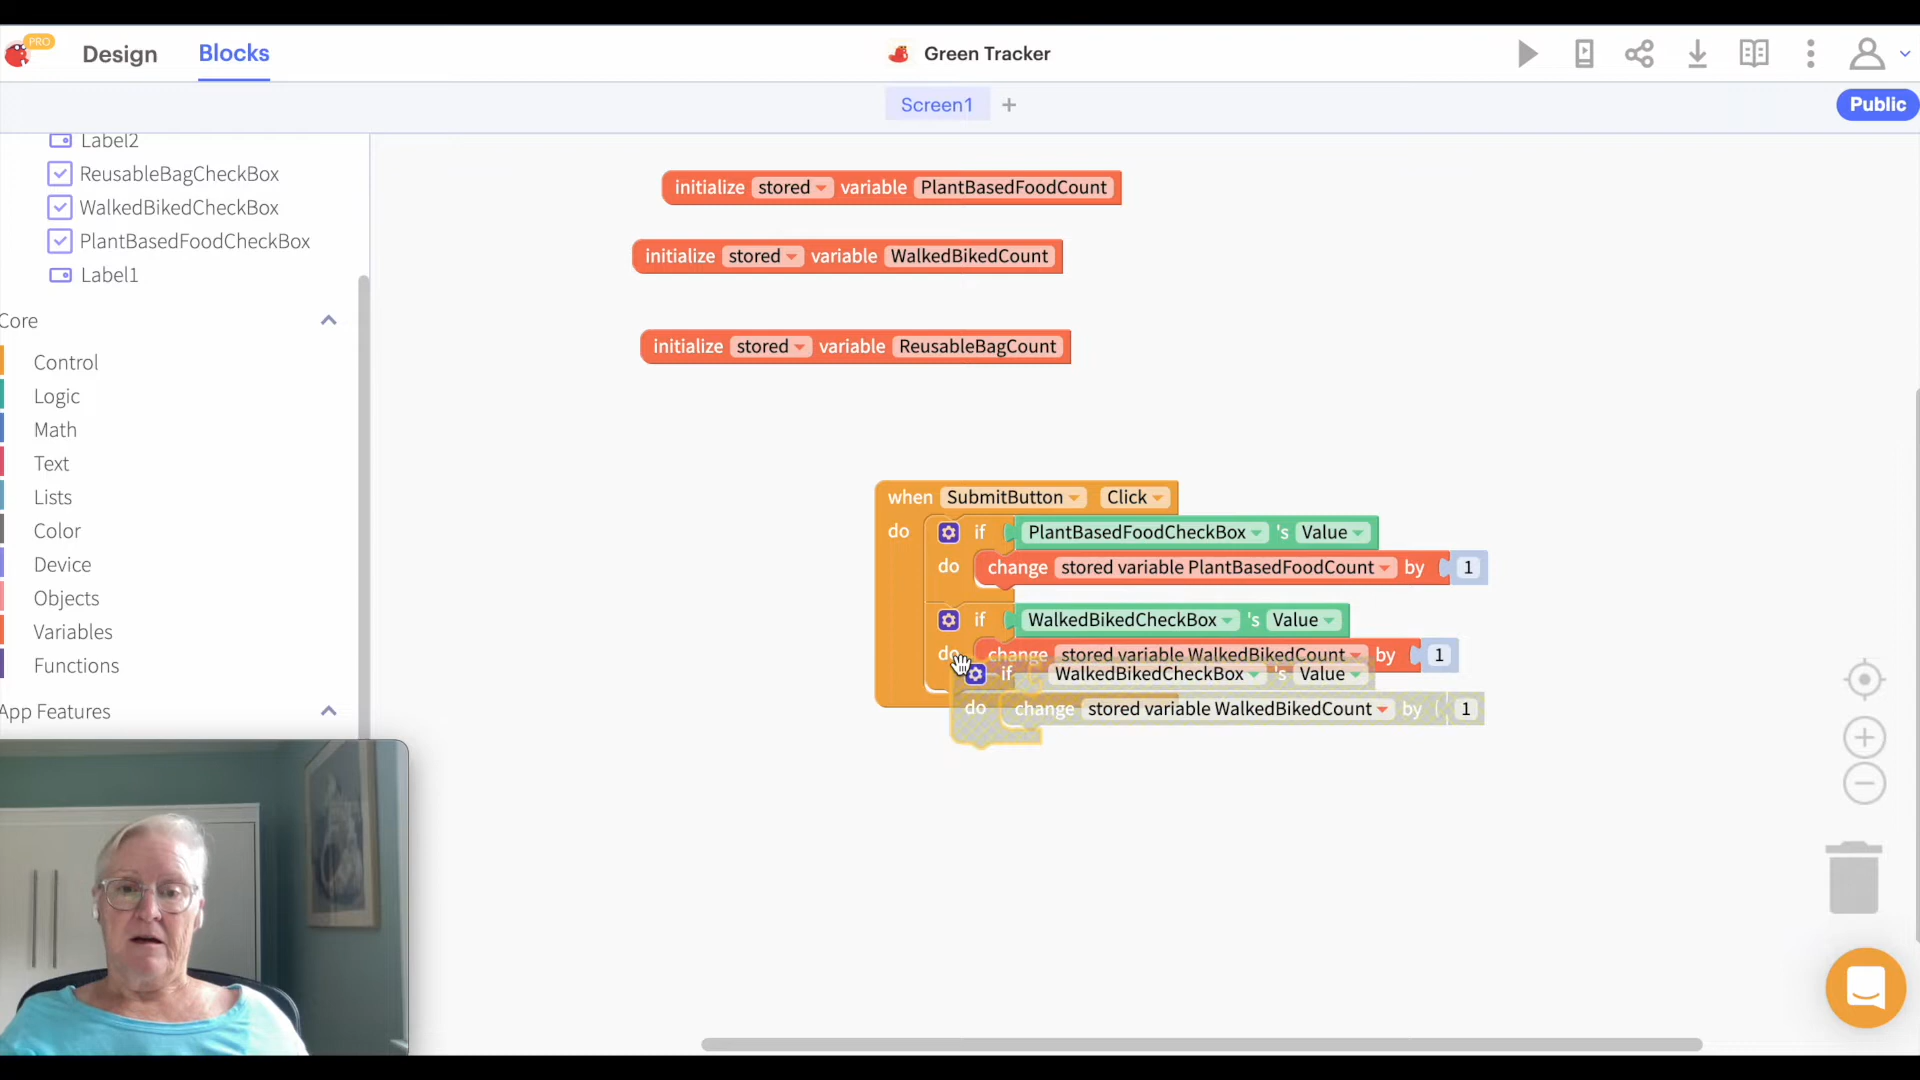 PRO
Design
Blocks
Green Tracker
Screen1
+
Public
Label2
ReusableBagCheckBox
WalkedBikedCheckBox
PlantBasedFoodCheckBox
Label1
Core
Control
Logic
Math
Text
Lists
Color
Device
Objects
Variables
Functions
App Features
initialize stored variable PlantBasedFoodCount
initialize stored variable WalkedBikedCount
initialize stored variable ReusableBagCount
when SubmitButton Click
do if PlantBasedFoodCheckBox 's Value
do change stored variable PlantBasedFoodCount by 1
if WalkedBikedCheckBox 's Value
do change stored variable WalkedBikedCount by 1
if WalkedBikedCheckBox 's Value
do change stored variable WalkedBikedCount by 1